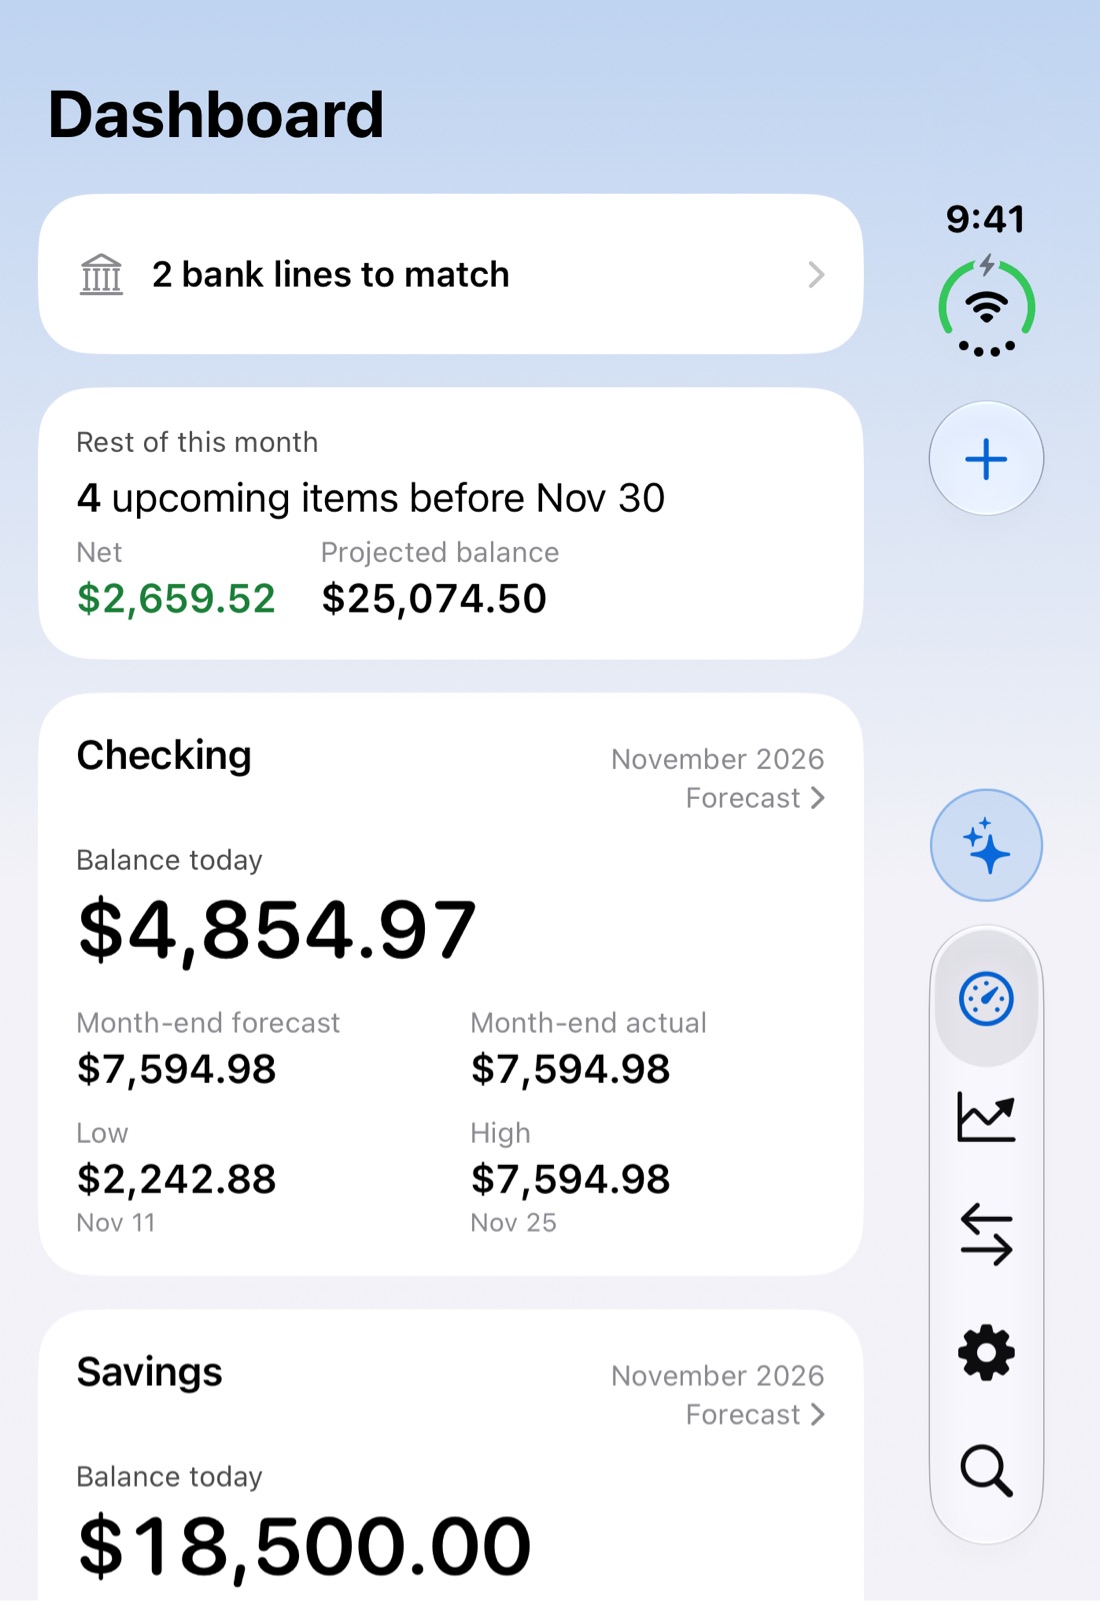 Dashboard
9:41
2 bank lines to match
Rest of this month
4 upcoming items before Nov 30
Net
Projected balance
$2,659.52
$25,074.50
Checking
November 2026
Forecast
Balance today
$4,854.97
Month-end forecast
Month-end actual
$7,594.98
$7,594.98
Low
High
$2,242.88
$7,594.98
Nov 11
Nov 25
Savings
November 2026
Forecast
Balance today
$18,500.00